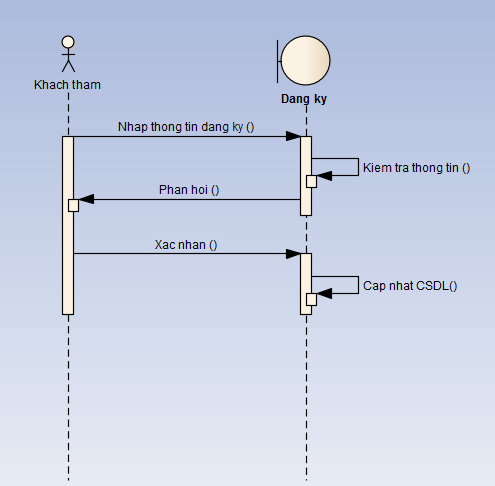 Khach tham
Dang ky
Nhap thong tin dang ky ()
Kiem tra thong tin ()
Phan hoi ()
Xac nhan ()
Cap nhat CSDL()